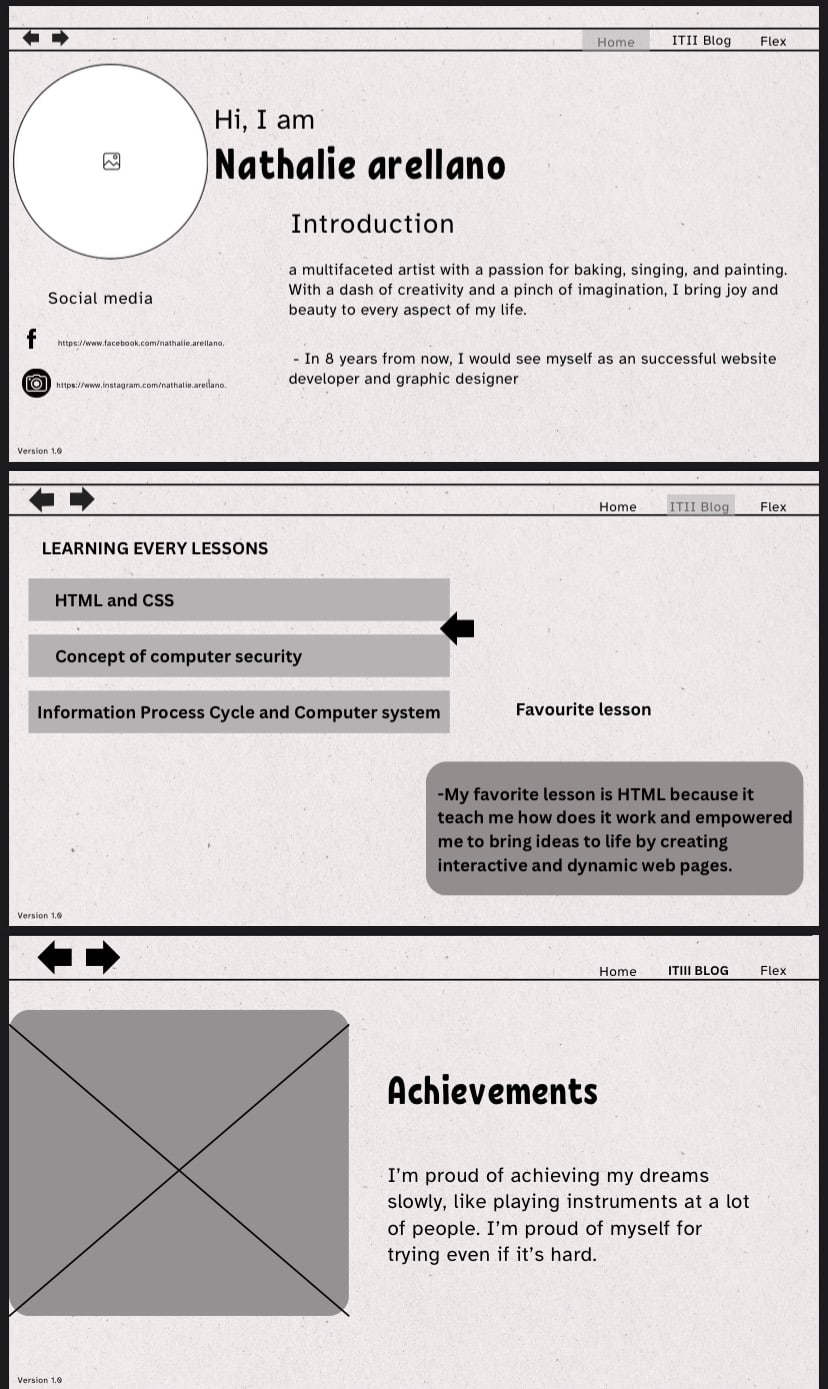 Home ITII Blog Flex
Hi, I am
Nathalie arellano
Introduction
a multifaceted artist with a passion for baking, singing, and painting.
With a dash of creativity and a pinch of imagination, I bring joy and
beauty to every aspect of my life.
- In 8 years from now, I would see myself as an successful website
developer and graphic designer
Social media
https://www.facebook.com/nathalie.arellano.
https://www.instagram.com/nathalie.arellano.
Version 1.0
Home ITII Blog Flex
LEARNING EVERY LESSONS
HTML and CSS
Concept of computer security
Information Process Cycle and Computer system
Favourite lesson
-My favorite lesson is HTML because it
teach me how does it work and empowered
me to bring ideas to life by creating
interactive and dynamic web pages.
Version 1.0
Home ITIII BLOG Flex
Achievements
I’m proud of achieving my dreams
slowly, like playing instruments at a lot
of people. I’m proud of myself for
trying even if it’s hard.
Version 1.0